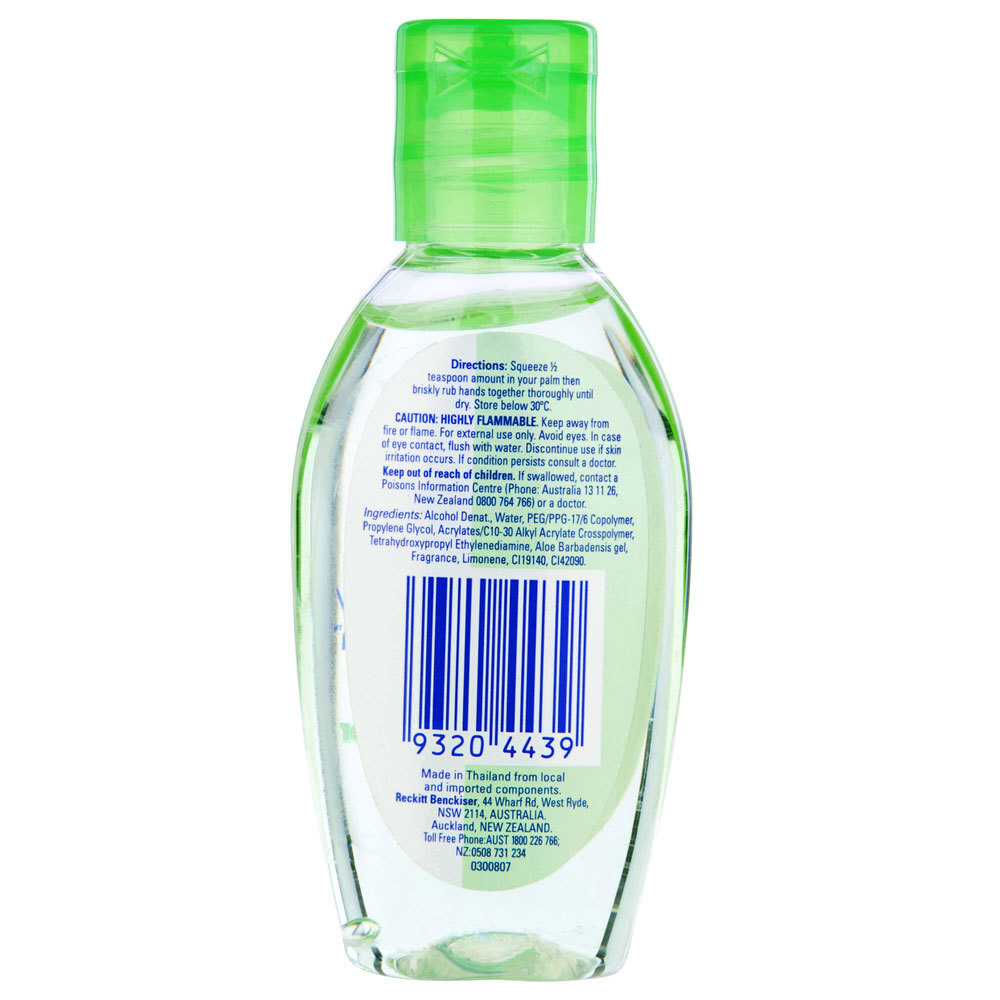 Directions: Squeeze ½
teaspoon amount in your palm then
briskly rub hands together thoroughly until
dry. Store below 30ºC.
CAUTION: HIGHLY FLAMMABLE. Keep away from
fire or flame. For external use only. Avoid eyes. In case
of eye contact, flush with water. Discontinue use if skin
irritation occurs. If condition persists consult a doctor.
Keep out of reach of children. If swallowed, contact a
Poisons Information Centre (Phone: Australia 13 11 26,
New Zealand 0800 764 766) or a doctor.
Ingredients: Alcohol Denat., Water, PEG/PPG-17/6 Copolymer,
Propylene Glycol, Acrylates/C10-30 Alkyl Acrylate Crosspolymer,
Tetrahydroxypropyl Ethylenediamine, Aloe Barbadensis gel,
Fragrance, Limonene, CI19140, CI42090.
9320 4439
Made in Thailand from local
and imported components.
Reckitt Benckiser, 44 Wharf Rd, West Ryde,
NSW 2114, AUSTRALIA.
Auckland, NEW ZEALAND.
Toll Free Phone:AUST 1800 226 766;
NZ:0508 731 234
0300807